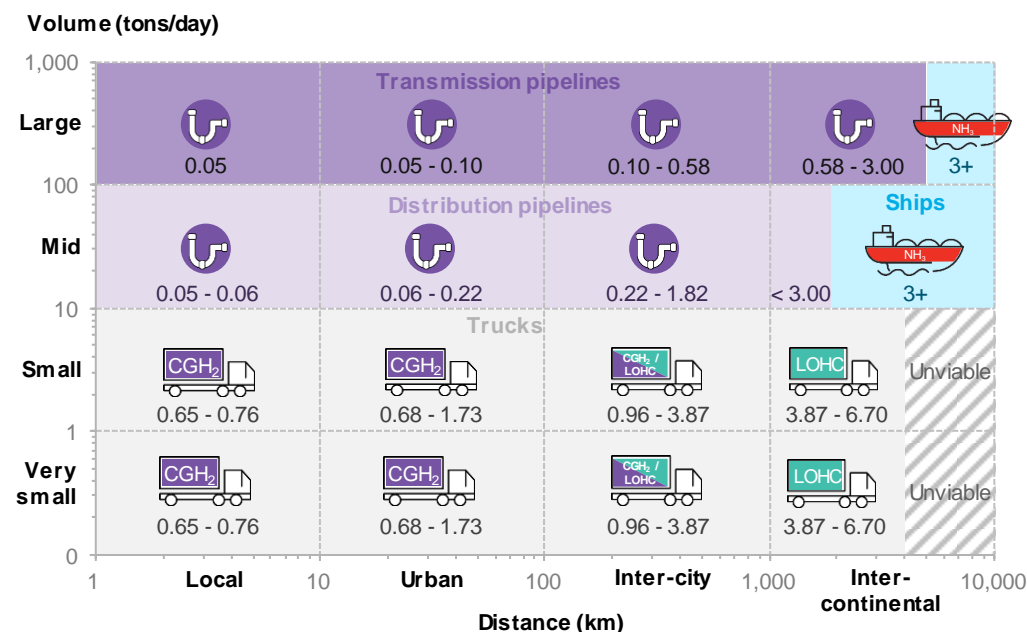 Volume (tons/day)
1,000
Transmission pipelines
Large
NH₃
0.05
0.05 - 0.10
0.10 - 0.58
0.58 - 3.00
3+
100
Distribution pipelines
Ships
Mid
NH₃
0.05 - 0.06
0.06 - 0.22
0.22 - 1.82
< 3.00
3+
10
Trucks
Small
CGH₂
CGH₂
CGH₂ /
LOHC
LOHC
Unviable
0.65 - 0.76
0.68 - 1.73
0.96 - 3.87
3.87 - 6.70
1
Very
small
CGH₂
CGH₂
CGH₂ /
LOHC
LOHC
Unviable
0.65 - 0.76
0.68 - 1.73
0.96 - 3.87
3.87 - 6.70
0
1
Local
10
Urban
100
Inter-city
1,000
Inter-
continental
10,000
Distance (km)